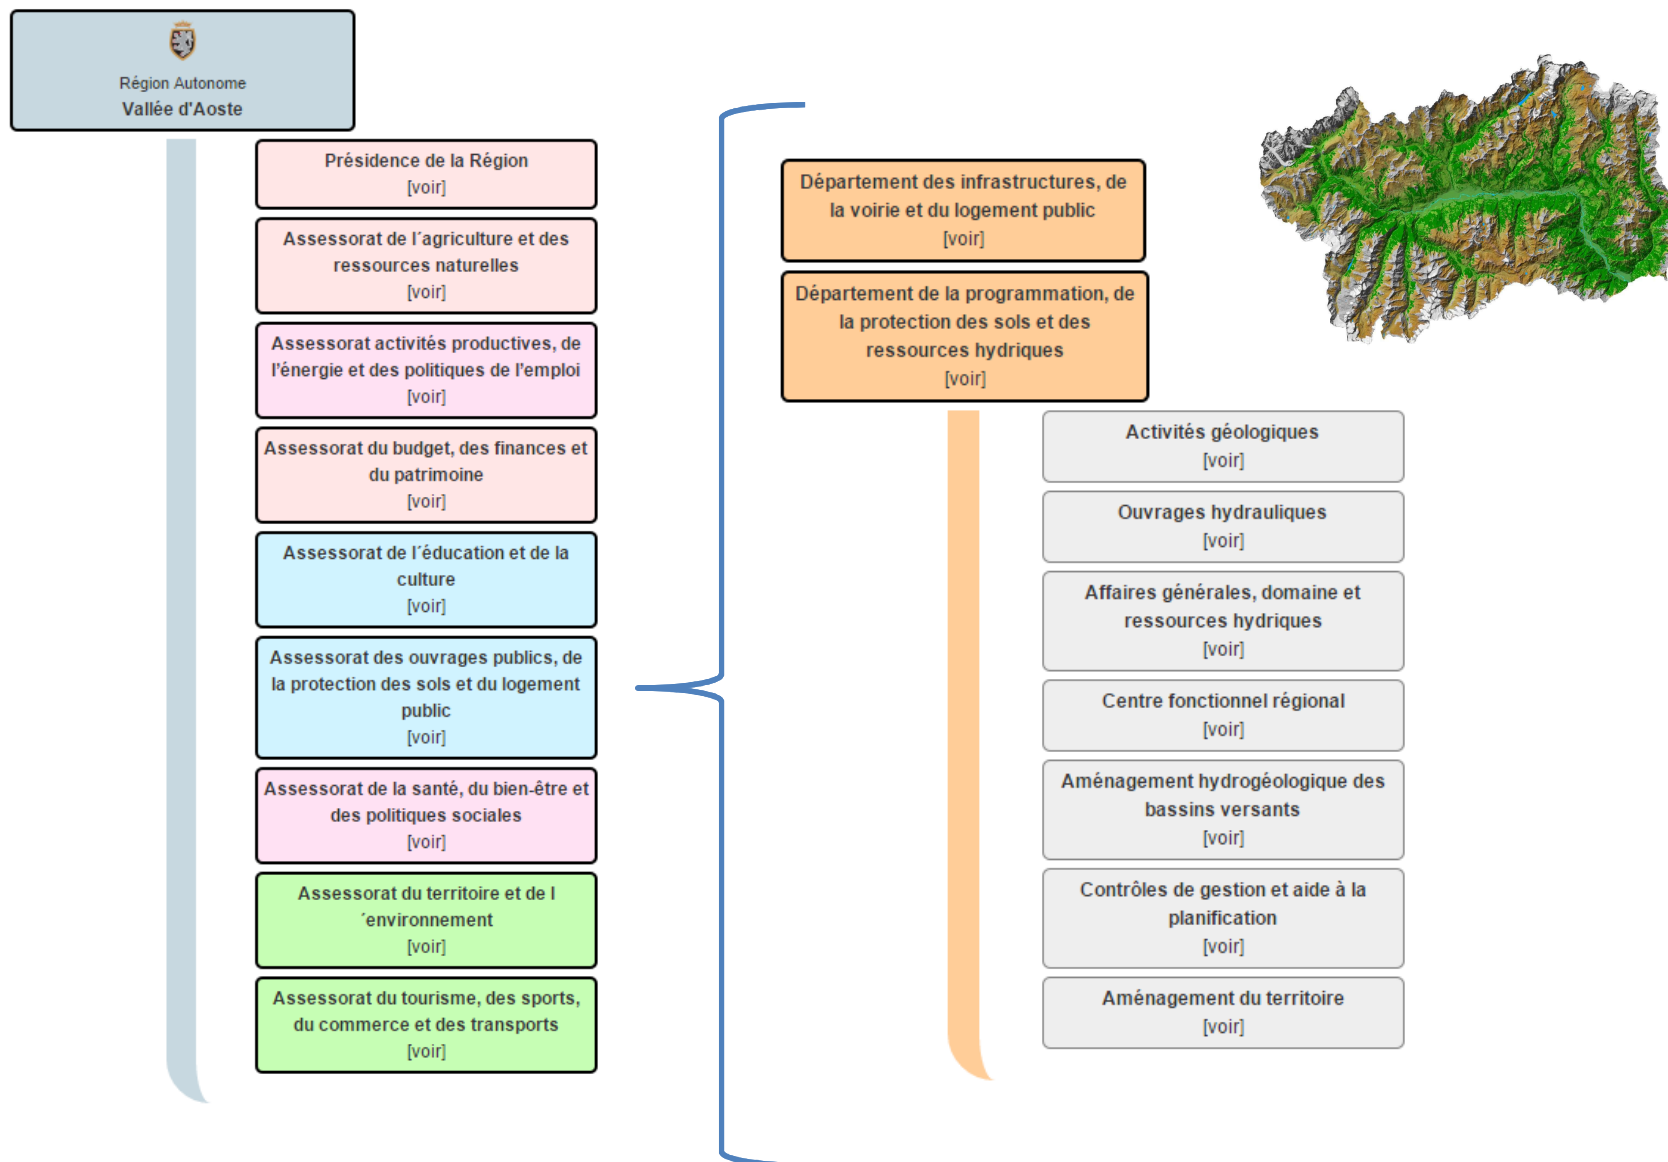 Région Autonome
Vallée d'Aoste
Présidence de la Région
[voir]
Assessorat de l´agriculture et des
ressources naturelles
[voir]
Assessorat activités productives, de
l'énergie et des politiques de l'emploi
[voir]
Assessorat du budget, des finances et
du patrimoine
[voir]
Assessorat de l´éducation et de la
culture
[voir]
Assessorat des ouvrages publics, de
la protection des sols et du logement
public
[voir]
Assessorat de la santé, du bien-être et
des politiques sociales
[voir]
Assessorat du territoire et de l
´environnement
[voir]
Assessorat du tourisme, des sports,
du commerce et des transports
[voir]
Département des infrastructures, de
la voirie et du logement public
[voir]
Département de la programmation, de
la protection des sols et des
ressources hydriques
[voir]
Activités géologiques
[voir]
Ouvrages hydrauliques
[voir]
Affaires générales, domaine et
ressources hydriques
[voir]
Centre fonctionnel régional
[voir]
Aménagement hydrogéologique des
bassins versants
[voir]
Contrôles de gestion et aide à la
planification
[voir]
Aménagement du territoire
[voir]